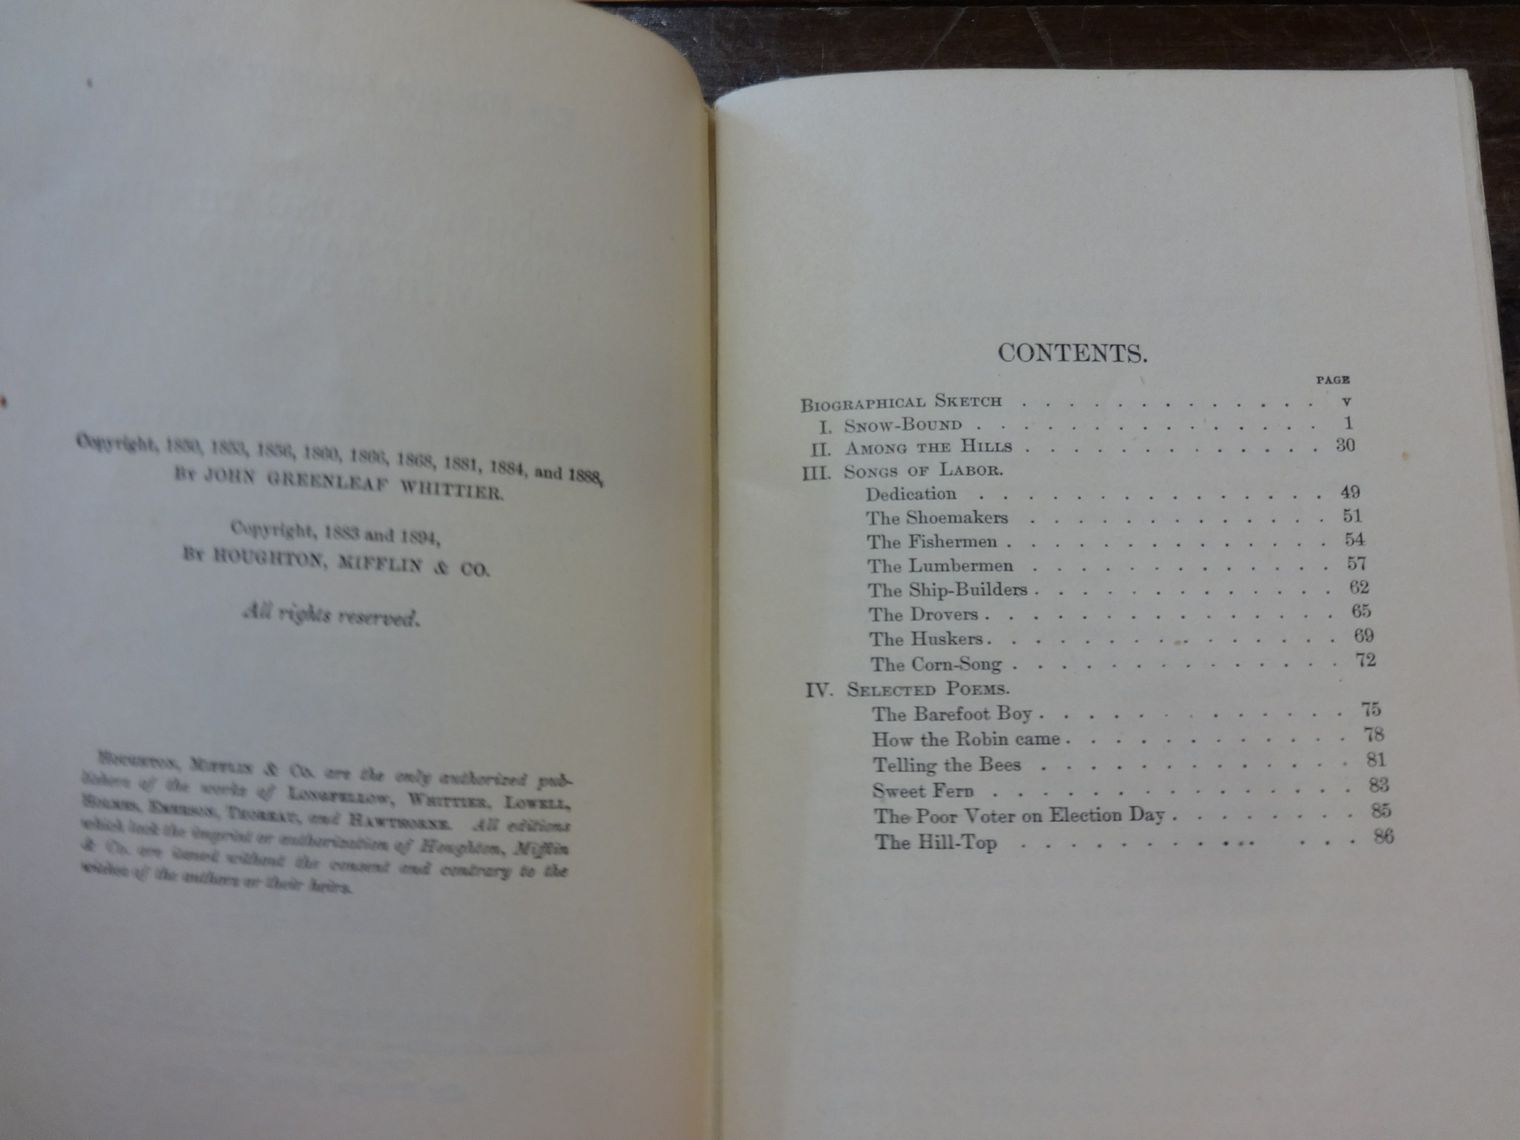 Copyright, 1850, 1853, 1856, 1860, 1866, 1868, 1881, 1884, and 1888,
By JOHN GREENLEAF WHITTIER.
Copyright, 1883 and 1894,
By HOUGHTON, MIFFLIN & CO.
All rights reserved.
Houghton, Mifflin & Co. are the only authorized pub-
lishers of the works of Longfellow, Whittier, Lowell,
Holmes, Emerson, Thoreau, and Hawthorne. All editions
which lack the imprint or authorization of Houghton, Mifflin
& Co. are issued without the consent and contrary to the
wishes of the authors or their heirs.
CONTENTS.
PAGE
Biographical Sketch . . . . . . . . . . . . . v
I. Snow-Bound . . . . . . . . . . . . . . . 1
II. Among the Hills . . . . . . . . . . . . . 30
III. Songs of Labor.
Dedication . . . . . . . . . . . . . . . 49
The Shoemakers . . . . . . . . . . . . . 51
The Fishermen . . . . . . . . . . . . . . 54
The Lumbermen . . . . . . . . . . . . . 57
The Ship-Builders . . . . . . . . . . . . . 62
The Drovers . . . . . . . . . . . . . . . 65
The Huskers . . . . . . . . . . . . . . . 69
The Corn-Song . . . . . . . . . . . . . . 72
IV. Selected Poems.
The Barefoot Boy . . . . . . . . . . . . . 75
How the Robin came . . . . . . . . . . . . 78
Telling the Bees . . . . . . . . . . . . . 81
Sweet Fern . . . . . . . . . . . . . . . 83
The Poor Voter on Election Day . . . . . . . . 85
The Hill-Top . . . . . . . . . . . . . . 86